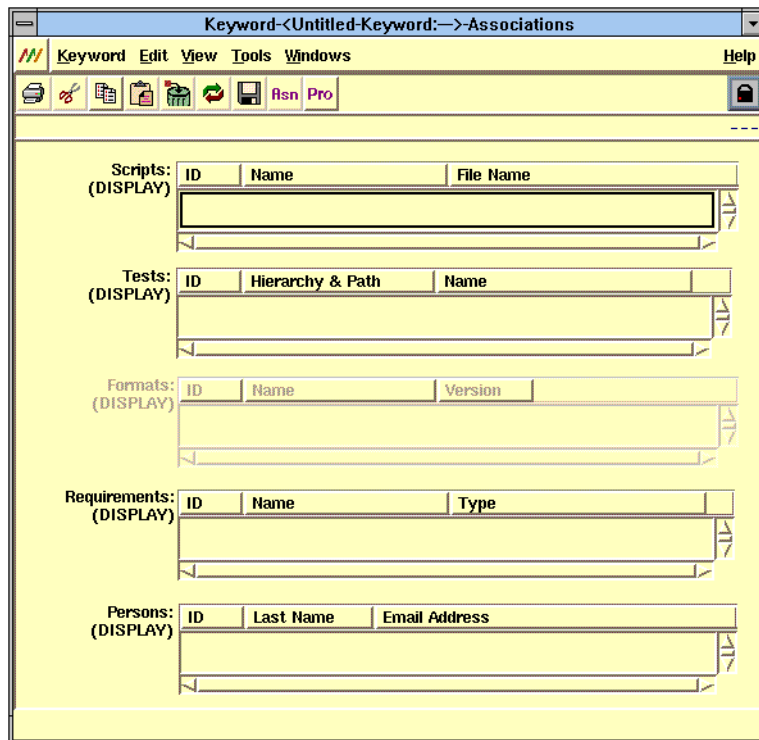 Keyword-<Untitled-Keyword:—>-Associations
Keyword Edit View Tools Windows Help
Asn Pro
---
Scripts: ID Name File Name
(DISPLAY)
Tests: ID Hierarchy & Path Name
(DISPLAY)
Formats: ID Name Version
(DISPLAY)
Requirements: ID Name Type
(DISPLAY)
Persons: ID Last Name Email Address
(DISPLAY)